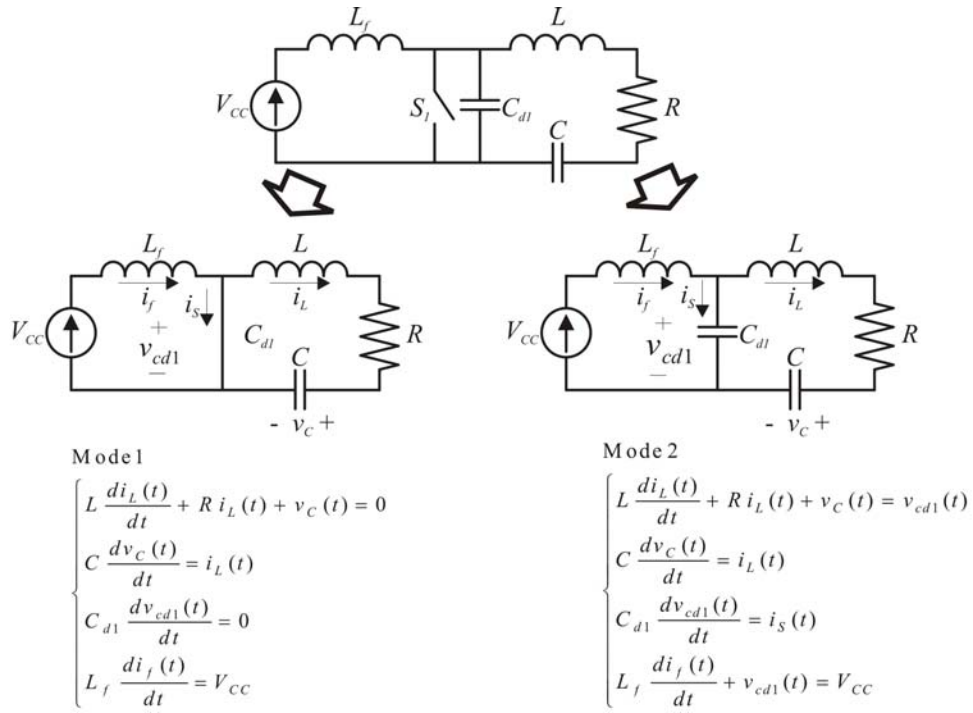 L_f L
V_CC S_1 C_d1 R
C
L_f L
i_f i_S i_L
V_CC + v_cd1 − C_d1 C R
- v_C +
L_f L
i_f i_S i_L
V_CC + v_cd1 − C_d1 C R
- v_C +
Mode1
L di_L(t)/dt + R i_L(t) + v_C(t) = 0
C dv_C(t)/dt = i_L(t)
C_d1 dv_cd1(t)/dt = 0
L_f di_f(t)/dt = V_CC
Mode2
L di_L(t)/dt + R i_L(t) + v_C(t) = v_cd1(t)
C dv_C(t)/dt = i_L(t)
C_d1 dv_cd1(t)/dt = i_S(t)
L_f di_f(t)/dt + v_cd1(t) = V_CC